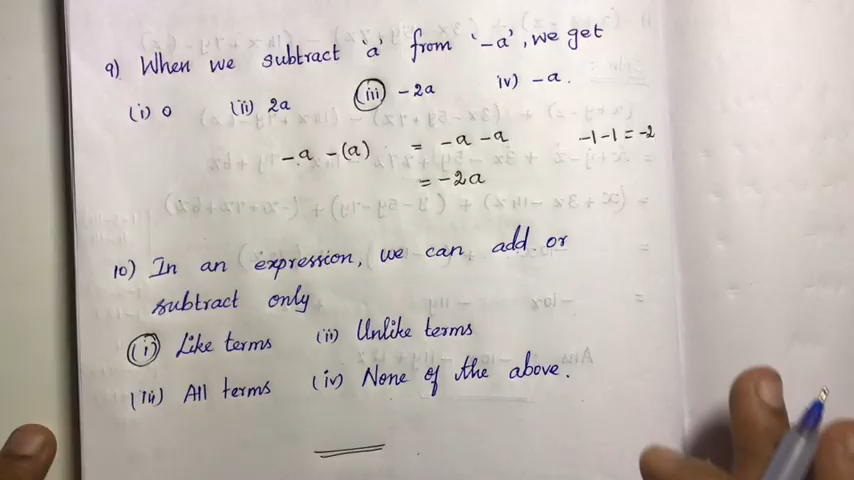 9) When we subtract 'a' from '-a', we get
(i) 0 (ii) 2a (iii) -2a iv) -a.
-a -(a) = -a -a -1-1 = -2
= -2a
10) In an expression, we can add or
subtract only
(i) Like terms (ii) Unlike terms
(iii) All terms (iv) None of the above.